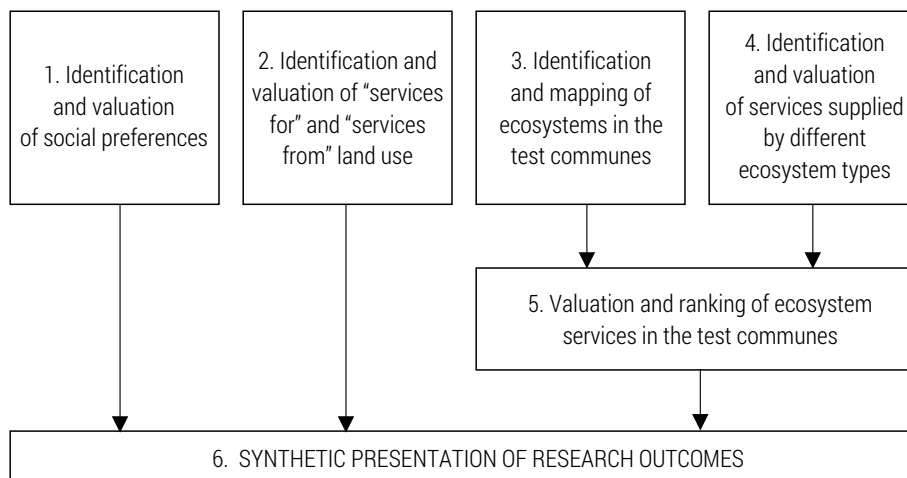 1. Identification
and valuation
of social preferences
2. Identification and
valuation of “services
for” and “services
from” land use
3. Identification
and mapping of
ecosystems in the
test communes
4. Identification
and valuation
of services supplied
by different
ecosystem types
5. Valuation and ranking of ecosystem
services in the test communes
6. SYNTHETIC PRESENTATION OF RESEARCH OUTCOMES